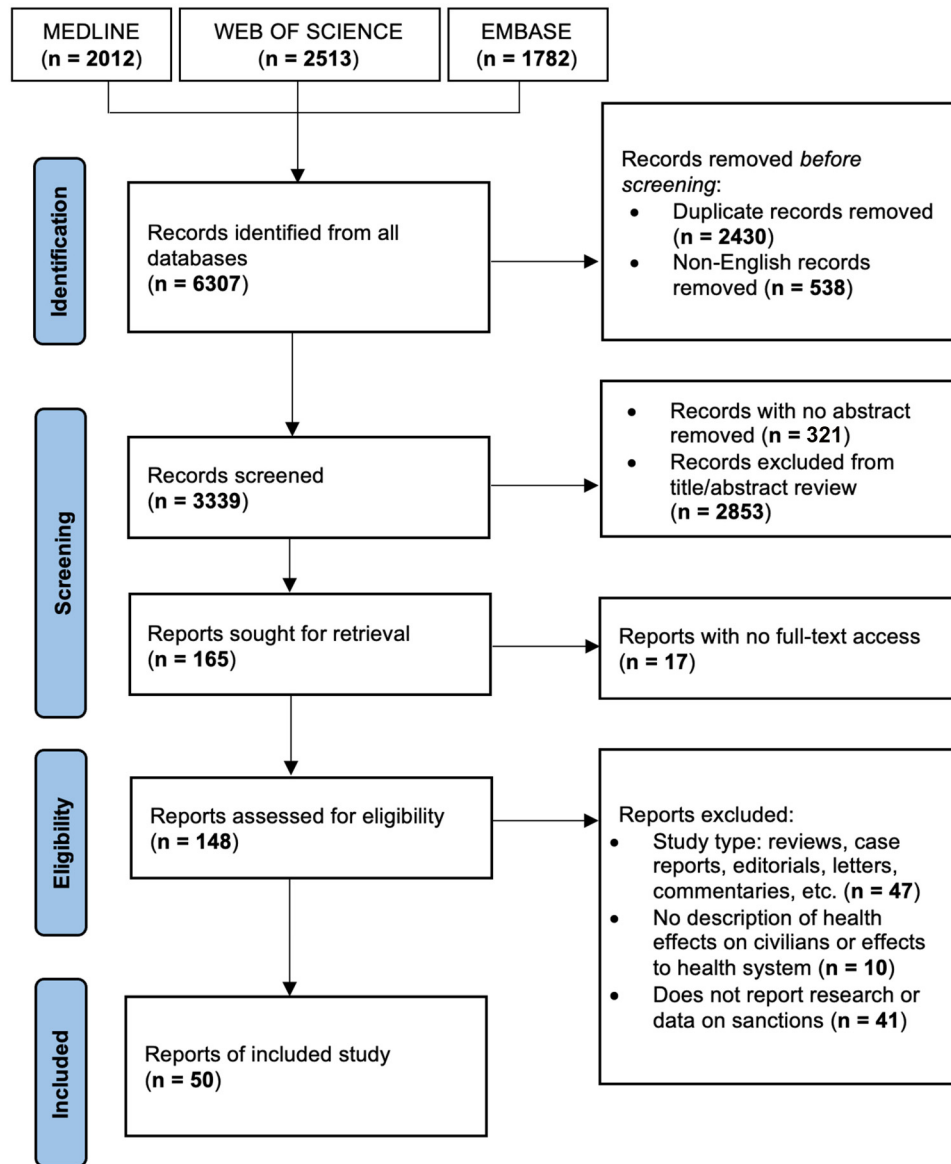 MEDLINE
(n = 2012)
WEB OF SCIENCE
(n = 2513)
EMBASE
(n = 1782)
Identification
Records identified from all
databases
(n = 6307)
Records removed before
screening:
• Duplicate records removed
(n = 2430)
• Non-English records
removed (n = 538)
Screening
Records screened
(n = 3339)
• Records with no abstract
removed (n = 321)
• Records excluded from
title/abstract review
(n = 2853)
Reports sought for retrieval
(n = 165)
Reports with no full-text access
(n = 17)
Eligibility
Reports assessed for eligibility
(n = 148)
Reports excluded:
• Study type: reviews, case
reports, editorials, letters,
commentaries, etc. (n = 47)
• No description of health
effects on civilians or effects
to health system (n = 10)
• Does not report research or
data on sanctions (n = 41)
Included
Reports of included study
(n = 50)